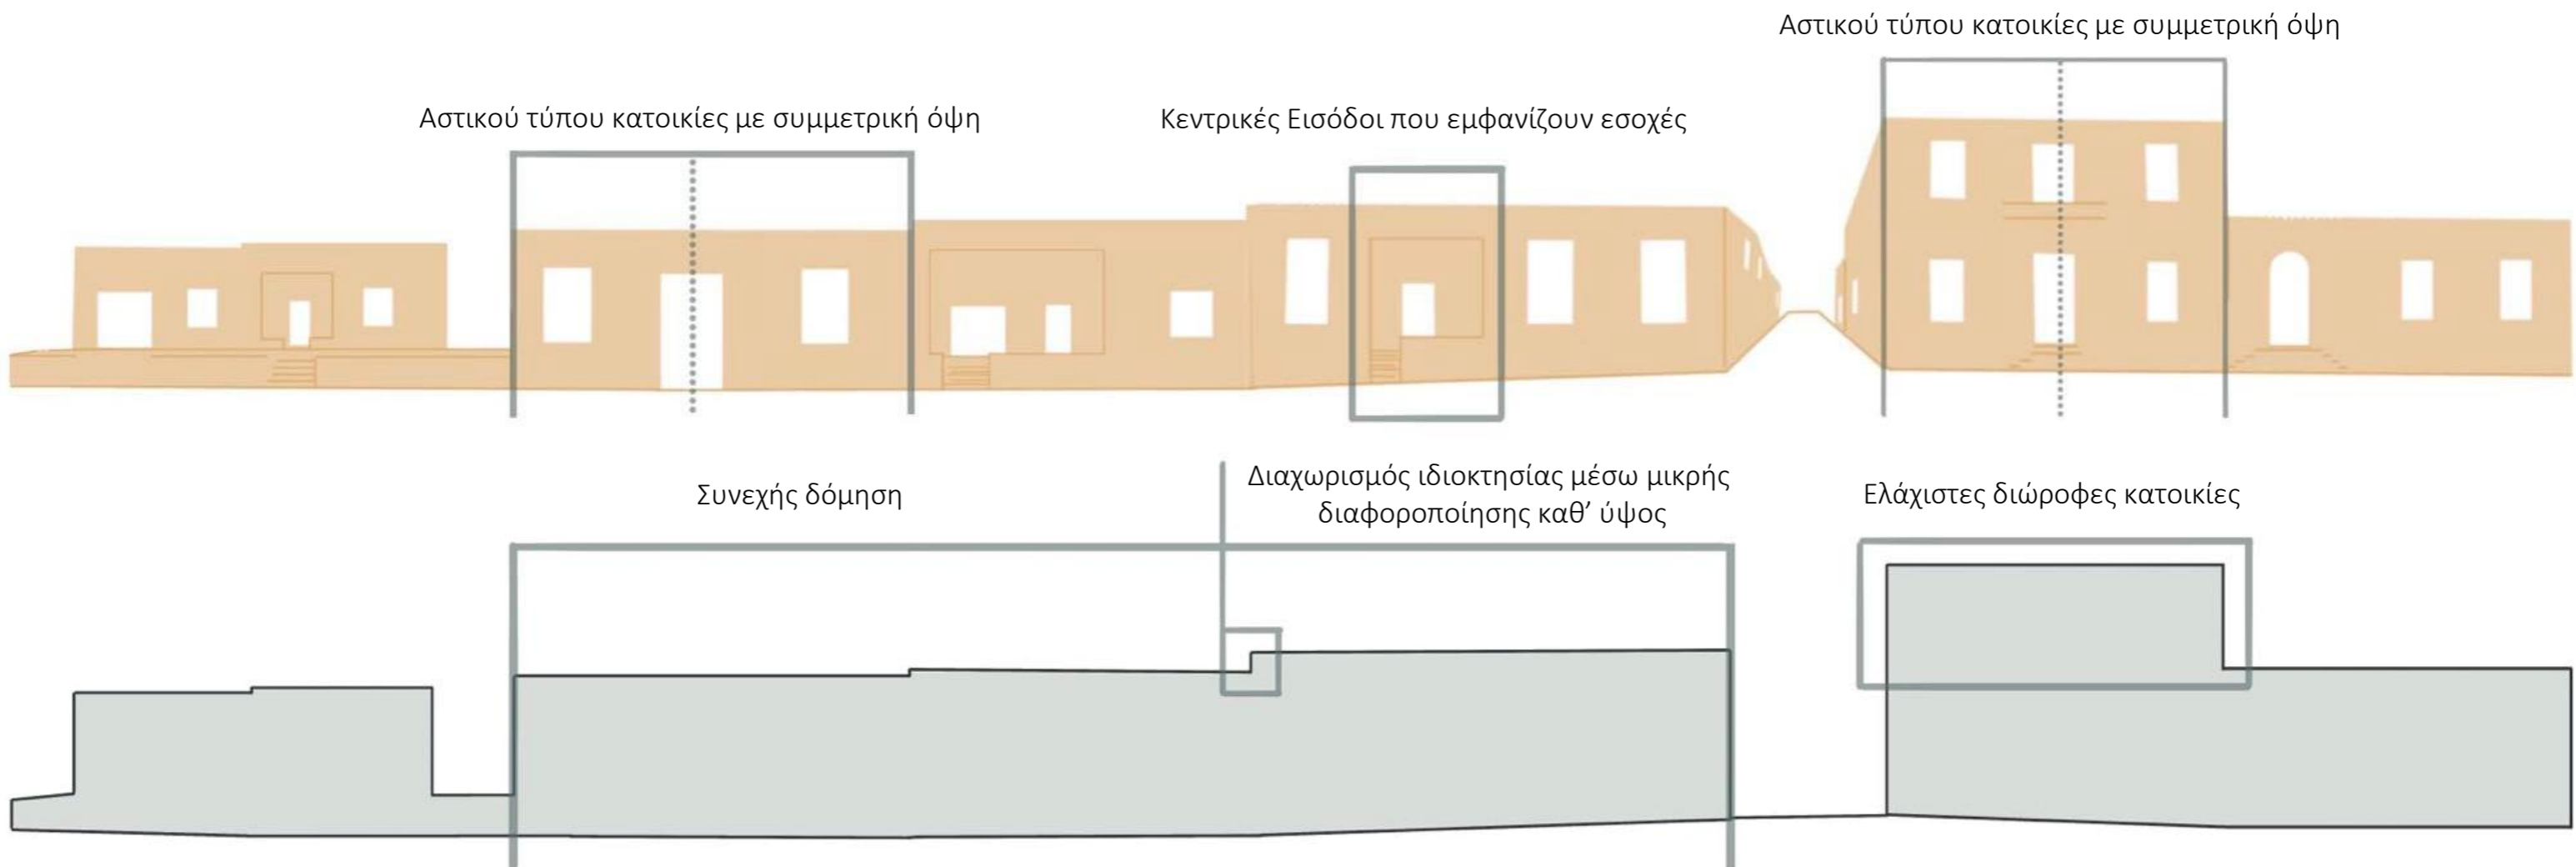 Αστικού τύπου κατοικίες με συμμετρική όψη
Αστικού τύπου κατοικίες με συμμετρική όψη
Κεντρικές Εισόδοι που εμφανίζουν εσοχές
Συνεχής δόμηση
Διαχωρισμός ιδιοκτησίας μέσω μικρής
διαφοροποίησης καθ’ ύψος
Ελάχιστες διώροφες κατοικίες